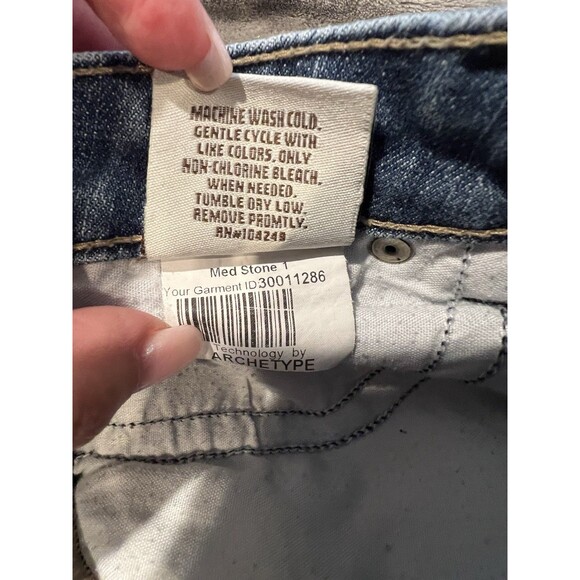 MACHINE WASH COLD.
GENTLE CYCLE WITH
LIKE COLORS. ONLY
NON-CHLORINE BLEACH.
WHEN NEEDED.
TUMBLE DRY LOW.
REMOVE PROMTLY.
RN#104249
Med Stone 1
Your Garment ID30011286
Technology by
ARCHETYPE